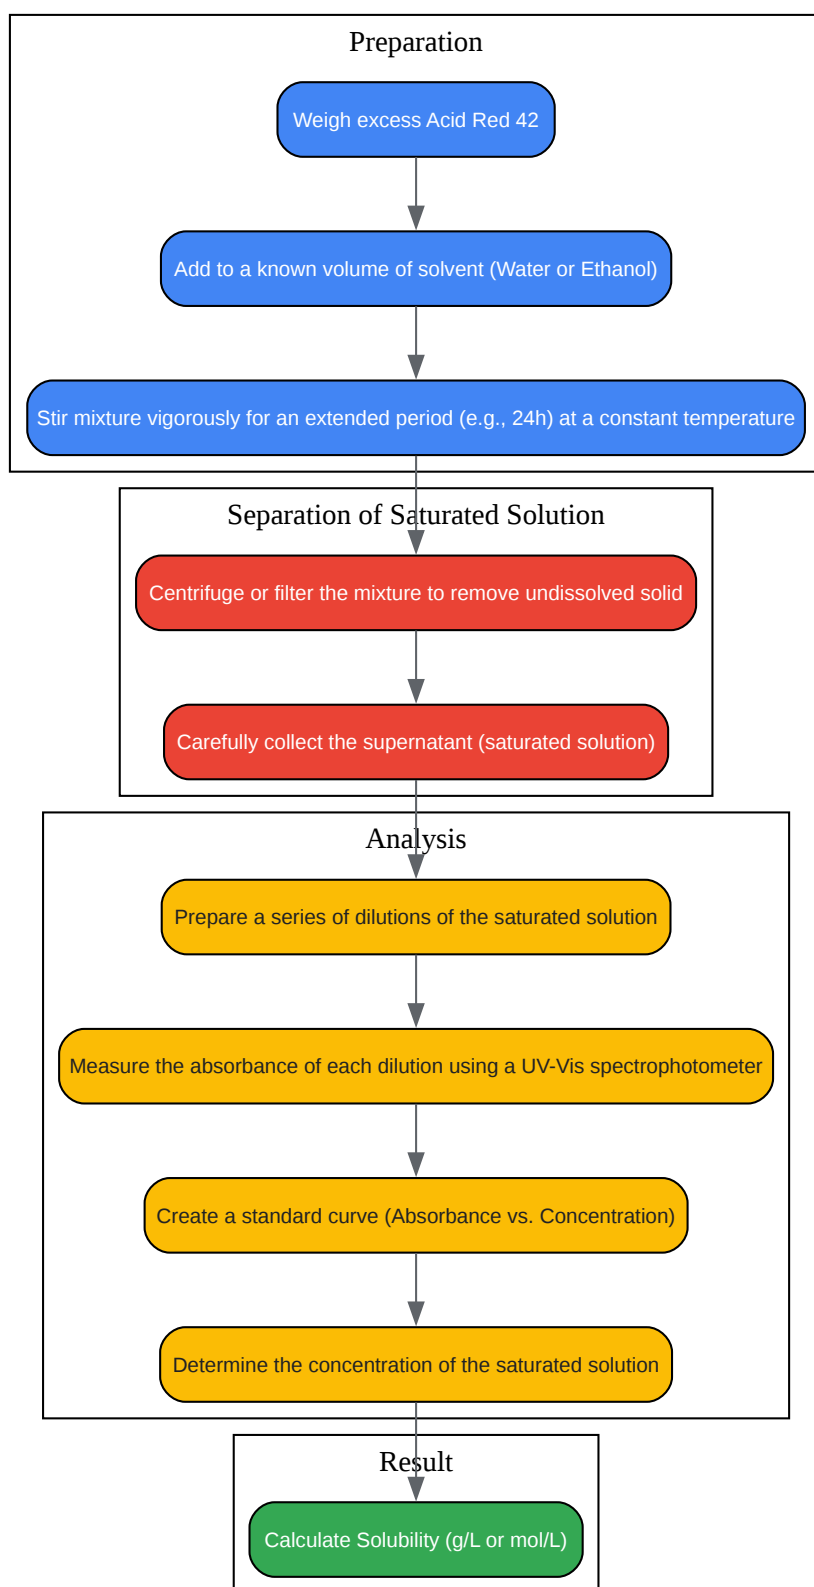 Preparation
Weigh excess Acid Red 42
Add to a known volume of solvent (Water or Ethanol)
Stir mixture vigorously for an extended period (e.g., 24h) at a constant temperature
Separation of Saturated Solution
Centrifuge or filter the mixture to remove undissolved solid
Carefully collect the supernatant (saturated solution)
Analysis
Prepare a series of dilutions of the saturated solution
Measure the absorbance of each dilution using a UV-Vis spectrophotometer
Create a standard curve (Absorbance vs. Concentration)
Determine the concentration of the saturated solution
Result
Calculate Solubility (g/L or mol/L)